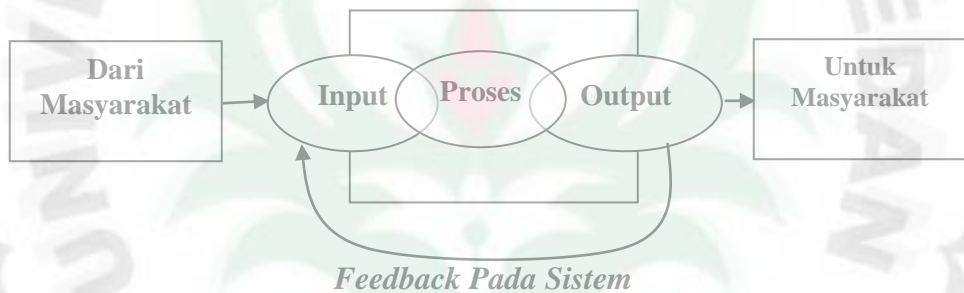 Dari
Masyarakat
Input
Proses
Output
Untuk
Masyarakat
Feedback Pada Sistem